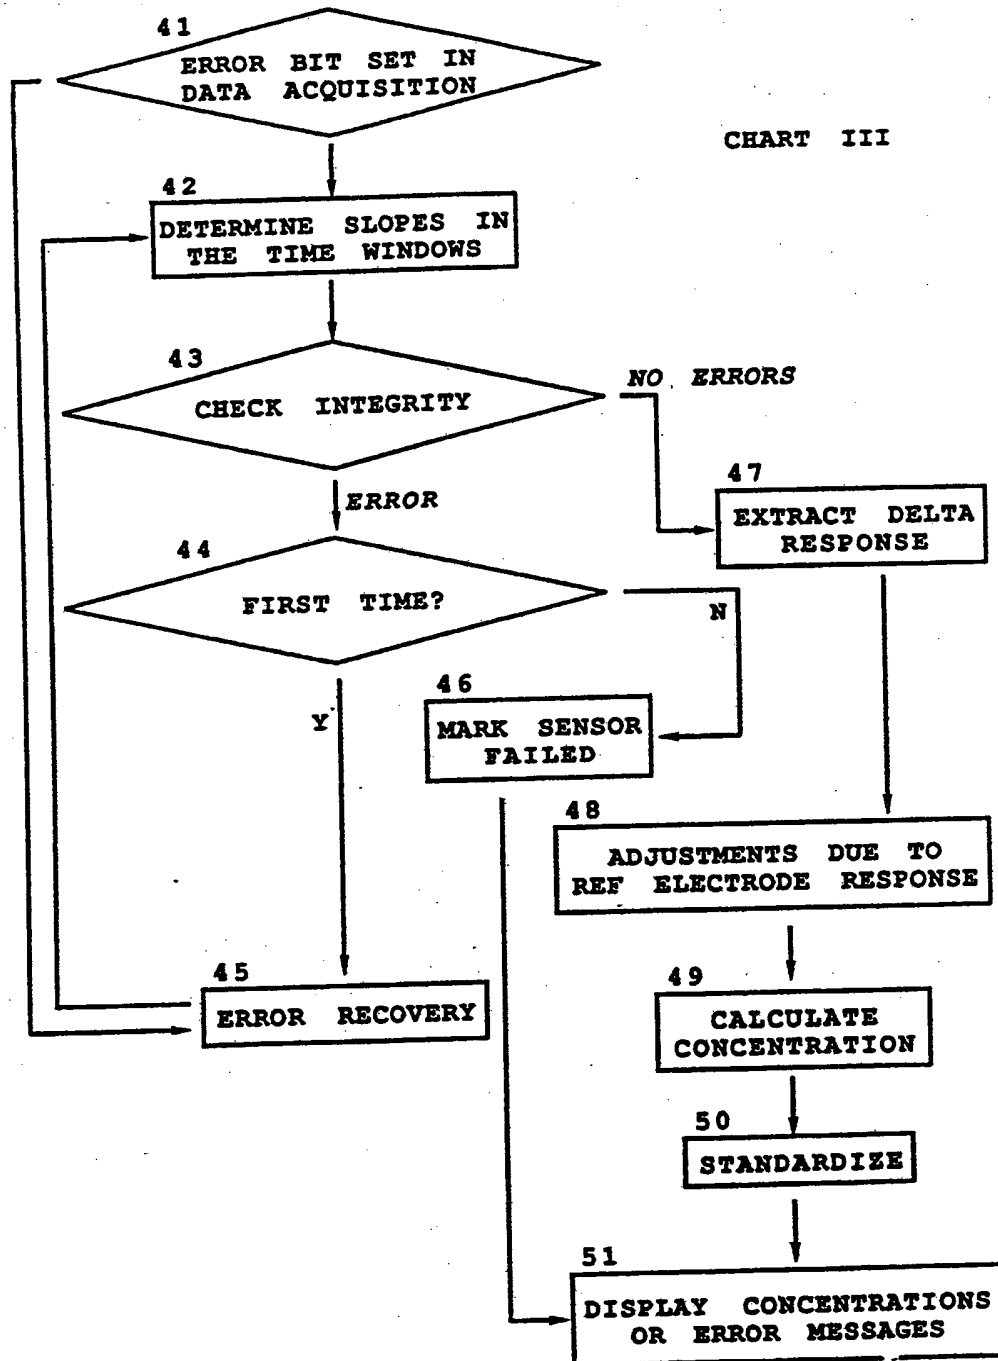 41
ERROR BIT SET IN
DATA ACQUISITION
CHART III
42
DETERMINE SLOPES IN
THE TIME WINDOWS
43
CHECK INTEGRITY
NO ERRORS
ERROR
47
EXTRACT DELTA
RESPONSE
44
FIRST TIME?
N
Y
46
MARK SENSOR
FAILED
48
ADJUSTMENTS DUE TO
REF ELECTRODE RESPONSE
45
ERROR RECOVERY
49
CALCULATE
CONCENTRATION
50
STANDARDIZE
51
DISPLAY CONCENTRATIONS
OR ERROR MESSAGES